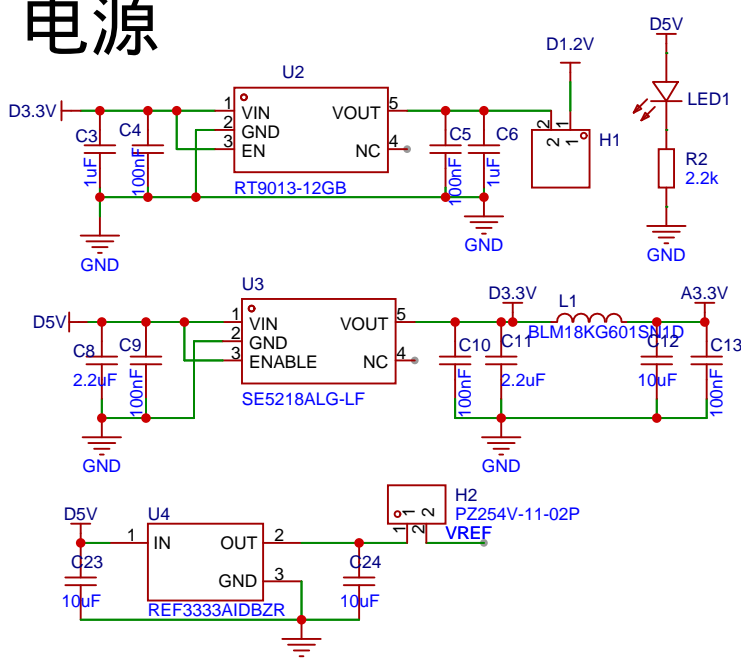 电源
D5V
D1.2V
U2
D3.3V
1
VIN
VOUT
5
LED1
C3
C4
2
GND
C5
C6
2
1
H1
3
EN
NC
4
2
1
R2
2.2k
1uF
100nF
RT9013-12GB
100nF
1uF
GND
GND
GND
U3
D3.3V
L1
A3.3V
D5V
1
VIN
VOUT
5
BLM18KG601SN1D
C8
C9
2
GND
C10
C11
C12
C13
3
ENABLE
NC
4
2.2uF
100nF
SE5218ALG-LF
100nF
2.2uF
10uF
100nF
GND
GND
H2
D5V
U4
1
2
PZ254V-11-02P
1
IN
OUT
2
1
2
VREF
C23
C24
GND
3
10uF
REF3333AIDBZR
10uF